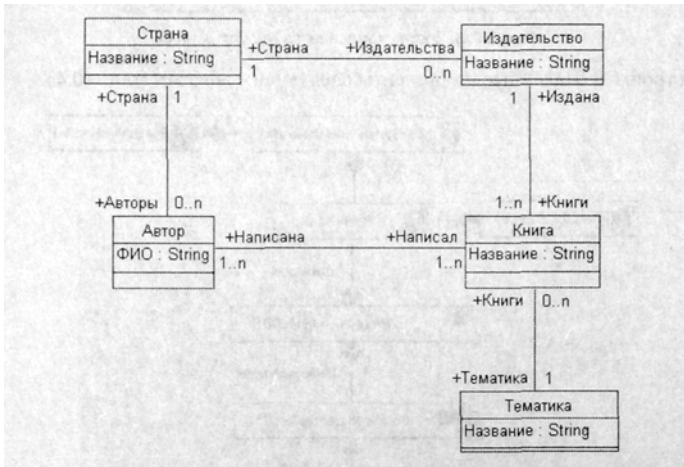 Страна
Название : String
+Страна
1
+Издательства
0..n
Издательство
Название : String
+Страна 1
1 +Издана
+Авторы 0..n
1..n +Книги
Автор
ФИО : String
+Написана
1..n
+Написал
1..n
Книга
Название : String
+Книги 0..n
+Тематика 1
Тематика
Название : String